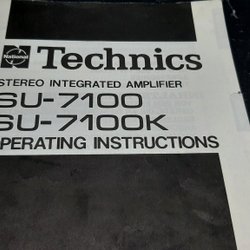 National
Technics
STEREO INTEGRATED AMPLIFIER
SU-7100
SU-7100K
OPERATING INSTRUCTIONS